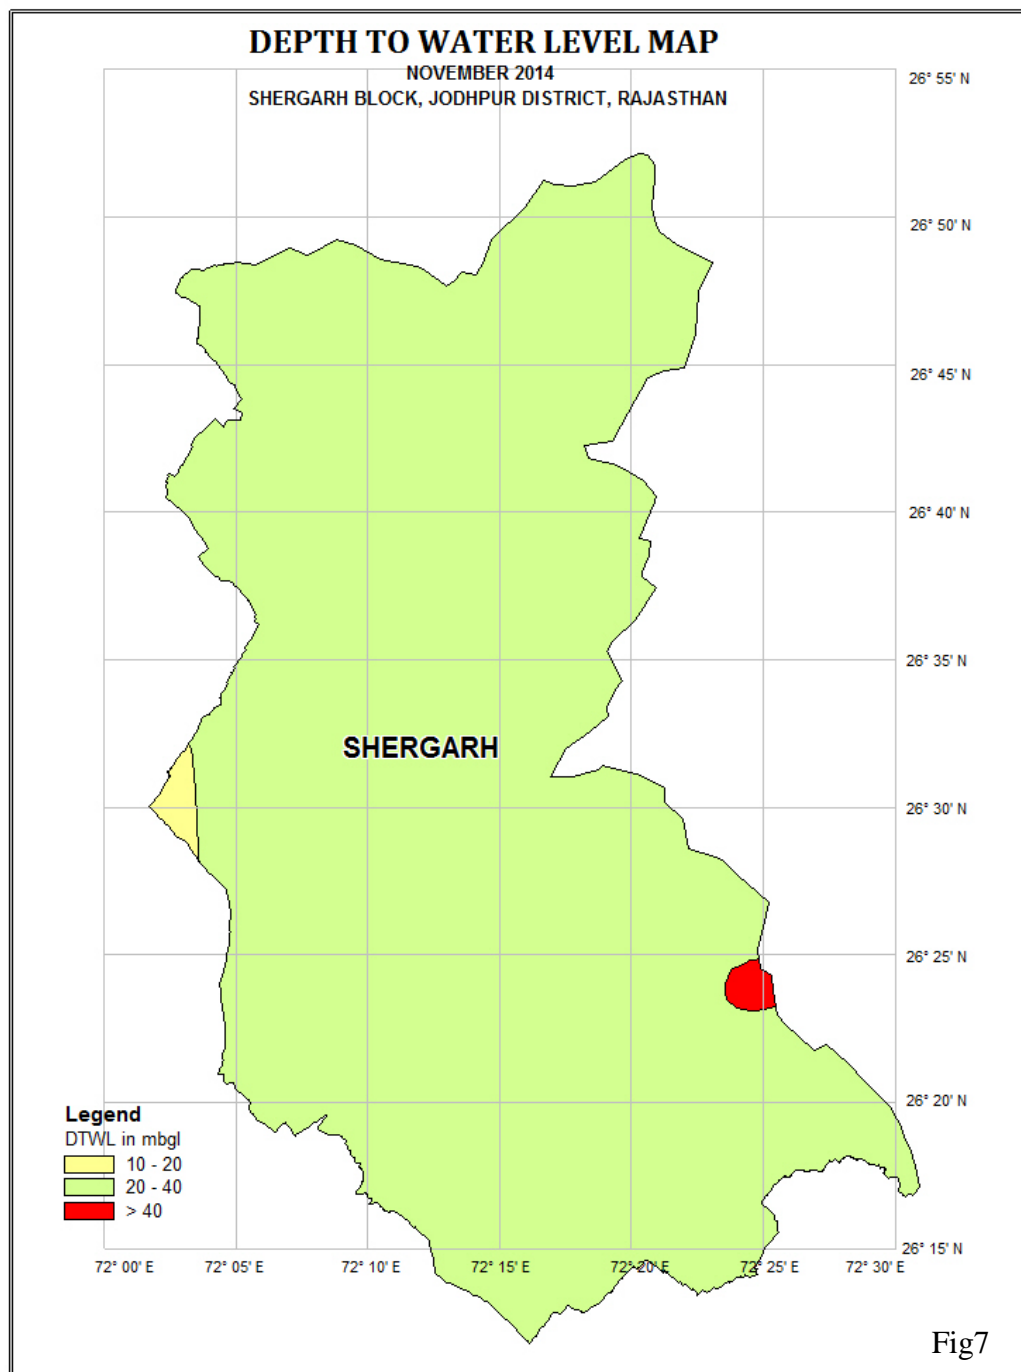 DEPTH TO WATER LEVEL MAP
NOVEMBER 2014
SHERGARH BLOCK, JODHPUR DISTRICT, RAJASTHAN
26° 55' N
26° 50' N
26° 45' N
26° 40' N
26° 35' N
SHERGARH
26° 30' N
26° 25' N
26° 20' N
Legend
DTWL in mbgl
10 - 20
20 - 40
> 40
26° 15' N
72° 00' E 72° 05' E 72° 10' E 72° 15' E 72° 20' E 72° 25' E 72° 30' E
Fig7